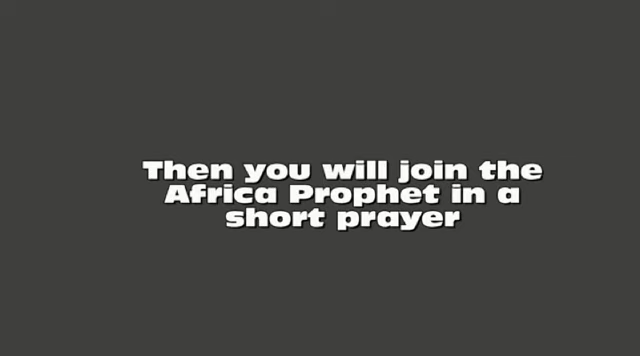 Then you will join the
Africa Prophet in a
short prayer